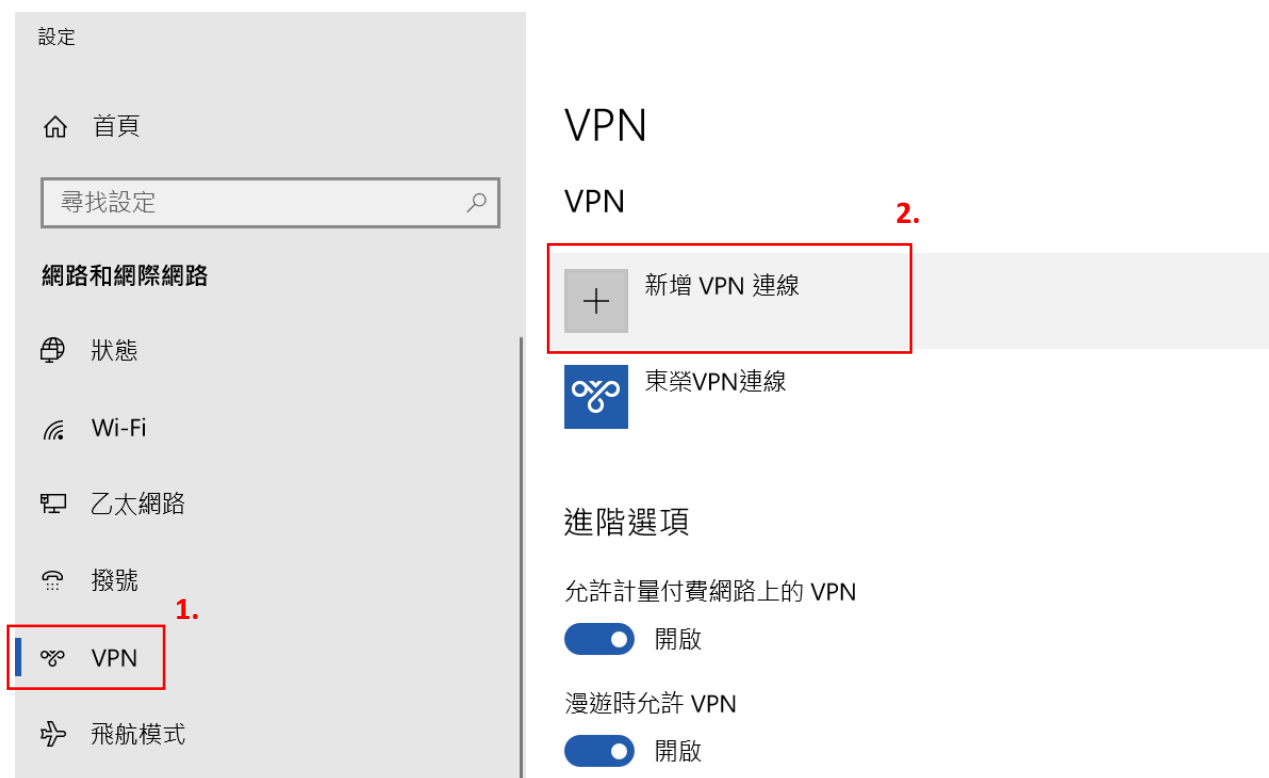 設定
首頁
尋找設定
網路和網際網路
狀態
Wi-Fi
乙太網路
撥號
1.
VPN
飛航模式
VPN
VPN
2.
新增 VPN 連線
東榮VPN連線
進階選項
允許計量付費網路上的 VPN
開啟
漫遊時允許 VPN
開啟